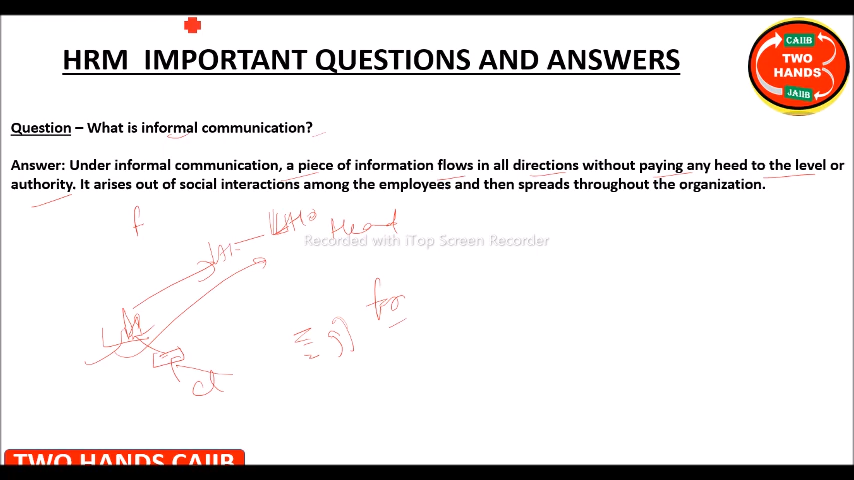 HRM IMPORTANT QUESTIONS AND ANSWERS
CAIIB
TWO
HANDS
JAIIB
Question – What is informal communication?
Answer: Under informal communication, a piece of information flows in all directions without paying any heed to the level or
authority. It arises out of social interactions among the employees and then spreads throughout the organization.
Head
Recorded with iTop Screen Recorder
TWO HANDS CAIIB